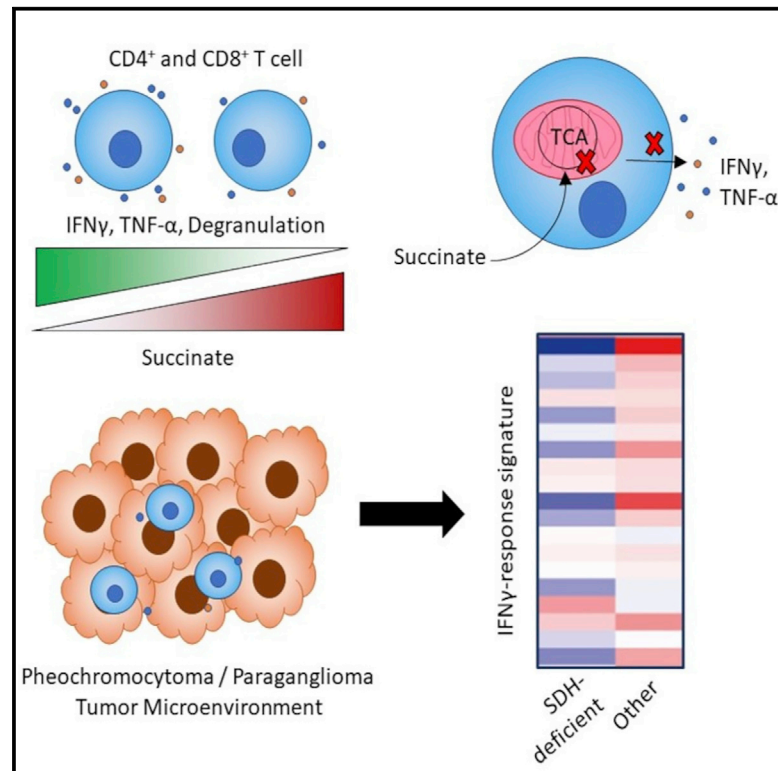 CD4⁺ and CD8⁺ T cell
IFNγ, TNF-α, Degranulation
Succinate
TCA
IFNγ,
TNF-α
Succinate
Pheochromocytoma / Paraganglioma
Tumor Microenvironment
IFNγ-response signature
SDH-
deficient
Other